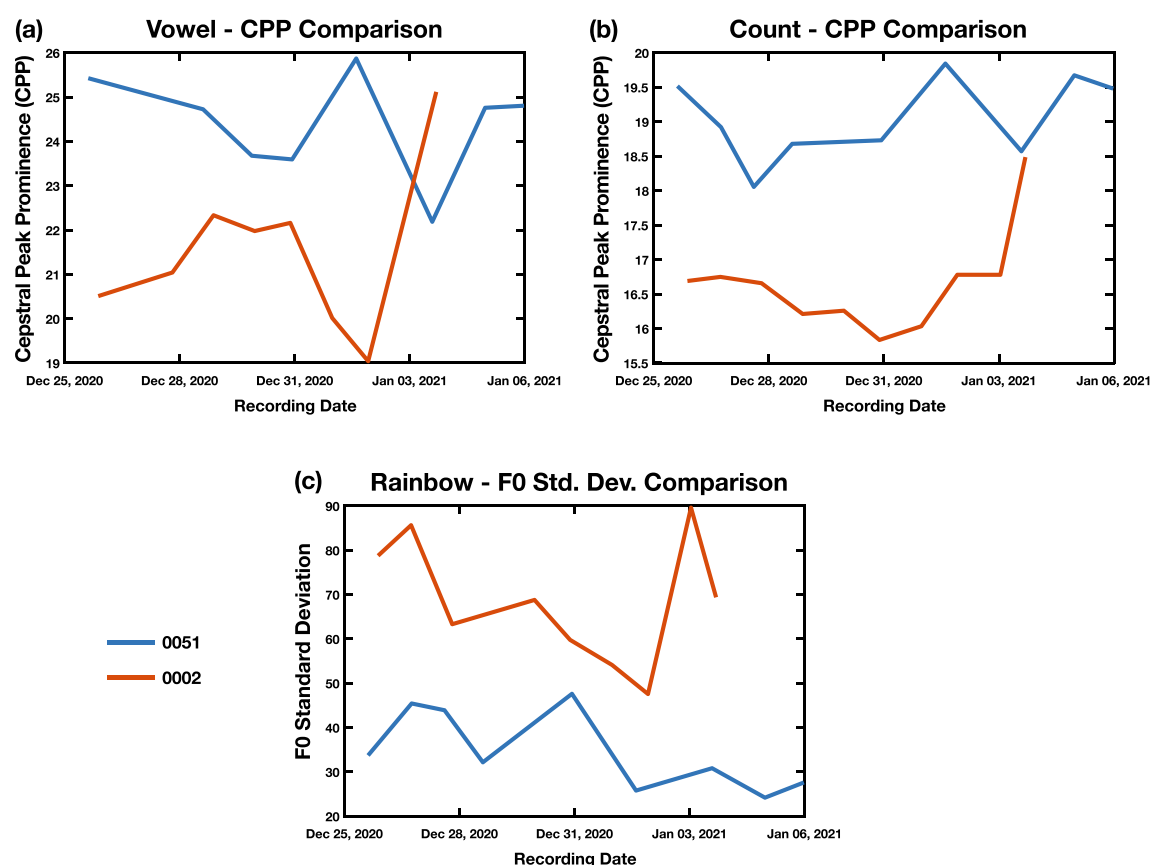 (a)
Vowel - CPP Comparison
Cepstral Peak Prominence (CPP)
26
25
24
23
22
21
20
19
Dec 25, 2020
Dec 28, 2020
Dec 31, 2020
Jan 03, 2021
Jan 06, 2021
Recording Date
(b)
Count - CPP Comparison
Cepstral Peak Prominence (CPP)
20
19.5
19
18.5
18
17.5
17
16.5
16
15.5
Dec 25, 2020
Dec 28, 2020
Dec 31, 2020
Jan 03, 2021
Jan 06, 2021
Recording Date
(c)
Rainbow - F0 Std. Dev. Comparison
F0 Standard Deviation
90
80
70
60
50
40
30
20
Dec 25, 2020
Dec 28, 2020
Dec 31, 2020
Jan 03, 2021
Jan 06, 2021
Recording Date
0051
0002